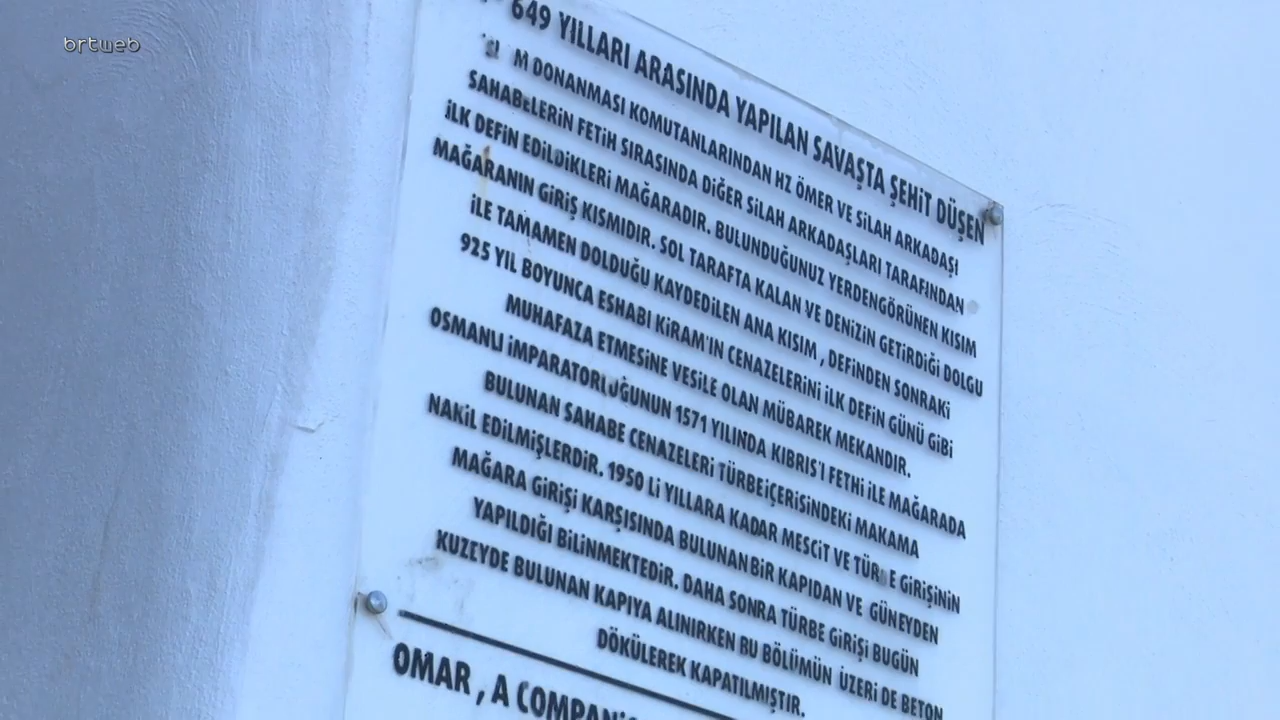 brtweb
649 YILLARI ARASINDA YAPILAN SAVAŞTA ŞEHİT DÜŞEN
DONANMASI KOMUTANLARINDAN HZ ÖMER VE SİLAH ARKADAŞI
SAHABELERİN FETİH SIRASINDA DİĞER SİLAH ARKADAŞLARI TARAFINDAN
İLK DEFİN EDİLDİKLERİ MAĞARADIR. BULUNDUĞUNUZ YERDENGÖRÜNEN KISIM
MAĞARANIN GİRİŞ KISMIDIR. SOL TARAFTA KALAN VE DENİZİN GETİRDİĞİ DOLGU
İLE TAMAMEN DOLDUĞU KAYDEDİLEN ANA KISIM , DEFİNDEN SONRAKİ
925 YIL BOYUNCA ESHABI KİRAM'IN CENAZELERİNİ İLK DEFİN GÜNÜ GİBİ
MUHAFAZA ETMESİNE VESİLE OLAN MÜBAREK MEKANDIR.
OSMANLI İMPARATORLUĞUNUN 1571 YILINDA KIBRIS'I FETHİ İLE MAĞARADA
BULUNAN SAHABE CENAZELERİ TÜRBEİÇERİSİNDEKİ MAKAMA
NAKİL EDİLMİŞLERDİR. 1950 Lİ YILLARA KADAR MESCİT VE TÜR E GİRİŞİNİN
MAĞARA GİRİŞİ KARŞISINDA BULUNANBİR KAPIDAN VE GÜNEYDEN
YAPILDIĞI BİLİNMEKTEDİR. DAHA SONRA TÜRBE GİRİŞİ BUGÜN
KUZEYDE BULUNAN KAPIYA ALINIRKEN BU BÖLÜMÜN ÜZERİ DE BETON
DÖKÜLEREK KAPATILMIŞTIR.
OMAR , A